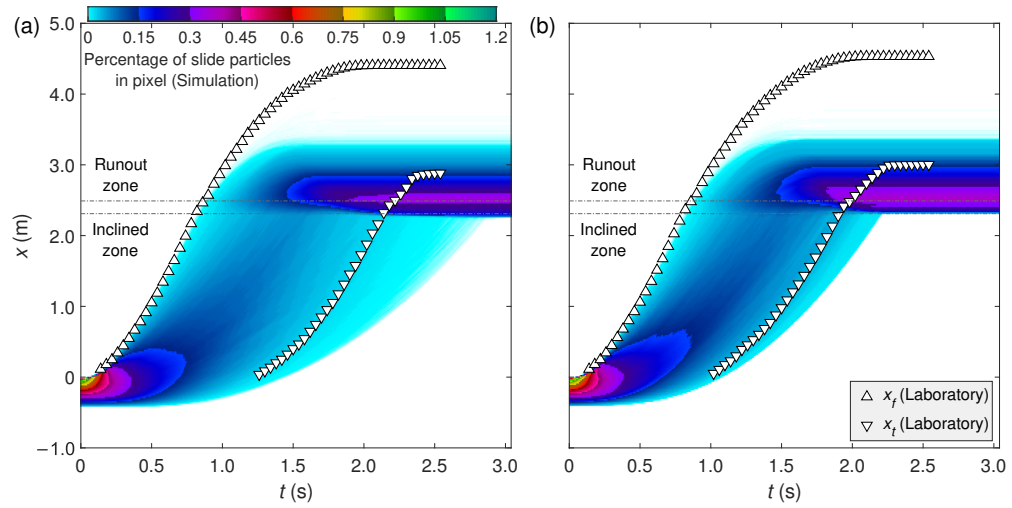 (a)
0 0.15 0.3 0.45 0.6 0.75 0.9 1.05 1.2
Percentage of slide particles
in pixel (Simulation)
Runout
zone
Inclined
zone
5.0
4.0
3.0
2.0
1.0
0
−1.0
x (m)
0 0.5 1.0 1.5 2.0 2.5 3.0
t (s)
(b)
Runout
zone
Inclined
zone
x_f (Laboratory)
x_t (Laboratory)
0 0.5 1.0 1.5 2.0 2.5 3.0
t (s)